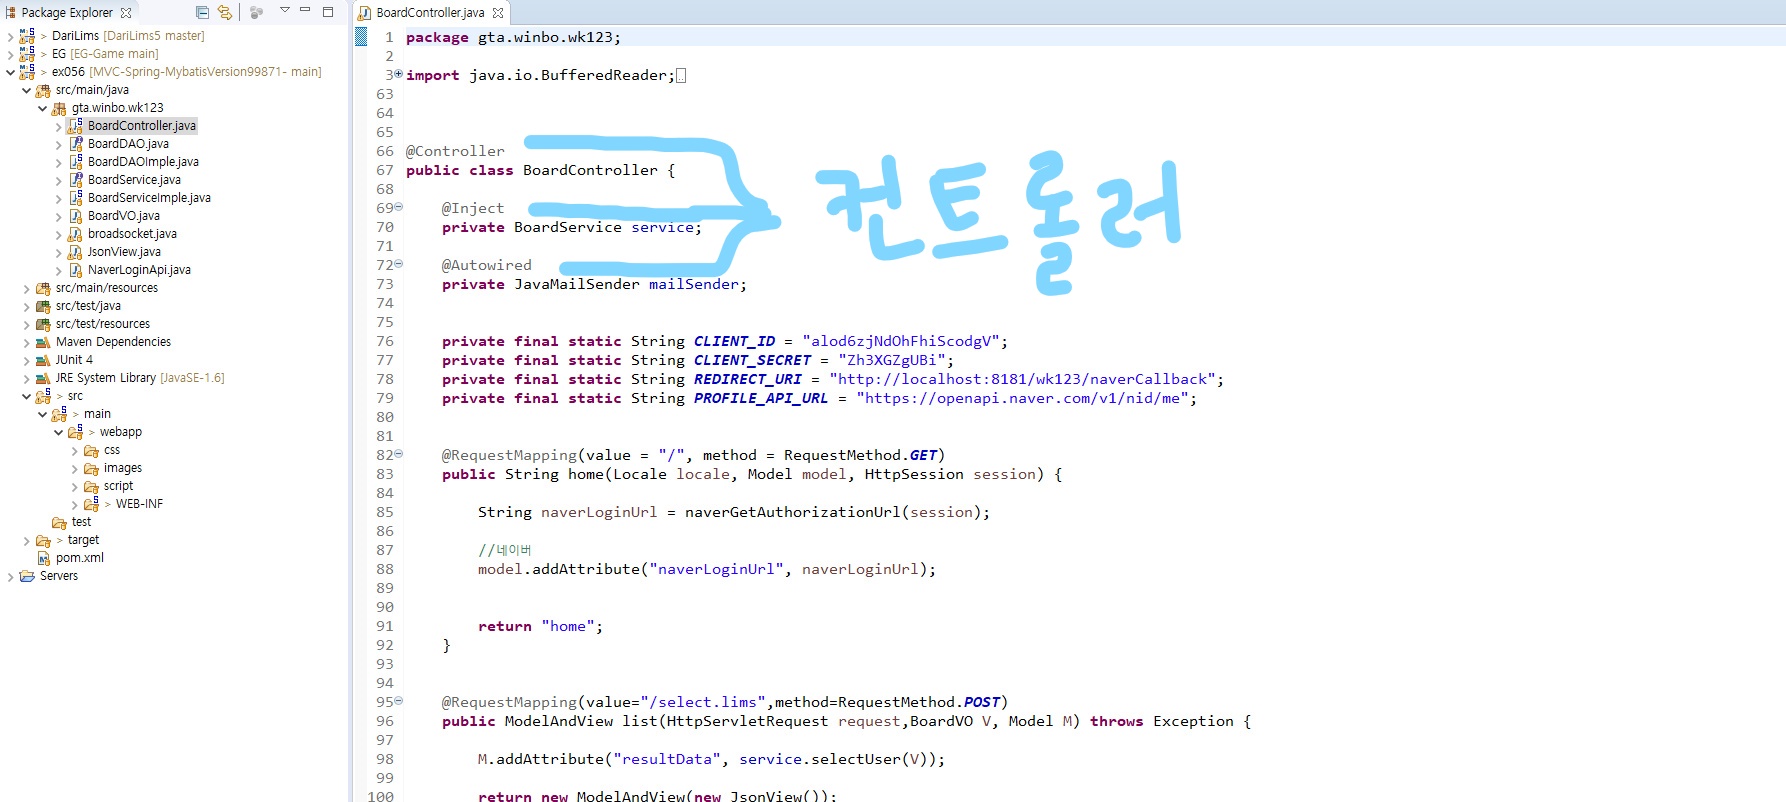 Package Explorer
DariLims [DariLims5 master]
EG [EG-Game main]
ex056 [MVC-Spring-MybatisVersion99871- main]
src/main/java
gta.winbo.wk123
BoardController.java
BoardDAO.java
BoardDAOImple.java
BoardService.java
BoardServiceImple.java
BoardVO.java
broadsocket.java
JsonView.java
NaverLoginApi.java
src/main/resources
src/test/java
src/test/resources
Maven Dependencies
JUnit 4
JRE System Library [JavaSE-1.6]
> src
> main
> webapp
css
images
script
> WEB-INF
test
> target
pom.xml
Servers
BoardController.java
1 package gta.winbo.wk123;
2
3 import java.io.BufferedReader;
63
64
65
66 @Controller
67 public class BoardController {
68
69 @Inject
70 private BoardService service;
71
72 @Autowired
73 private JavaMailSender mailSender;
74
75
76 private final static String CLIENT_ID = "alod6zjNdOhFhiScodgV";
77 private final static String CLIENT_SECRET = "Zh3XGZgUBi";
78 private final static String REDIRECT_URI = "http://localhost:8181/wk123/naverCallback";
79 private final static String PROFILE_API_URL = "https://openapi.naver.com/v1/nid/me";
80
81
82 @RequestMapping(value = "/", method = RequestMethod.GET)
83 public String home(Locale locale, Model model, HttpSession session) {
84
85 String naverLoginUrl = naverGetAuthorizationUrl(session);
86
87 //네이버
88 model.addAttribute("naverLoginUrl", naverLoginUrl);
89
90
91 return "home";
92 }
93
94
95 @RequestMapping(value="/select.lims",method=RequestMethod.POST)
96 public ModelAndView list(HttpServletRequest request,BoardVO V, Model M) throws Exception {
97
98 M.addAttribute("resultData", service.selectUser(V));
99
100 return new ModelAndView(new JsonView());
컨트롤러